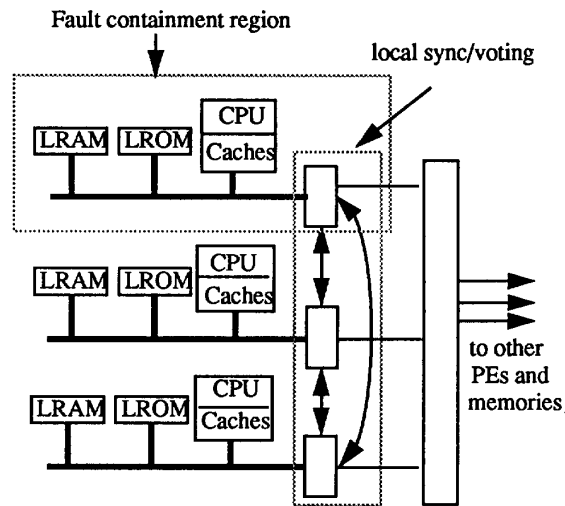 Fault containment region
local sync/voting
CPU
LRAM
LROM
Caches
CPU
LRAM
LROM
Caches
to other
PEs and
memories
CPU
LRAM
LROM
Caches